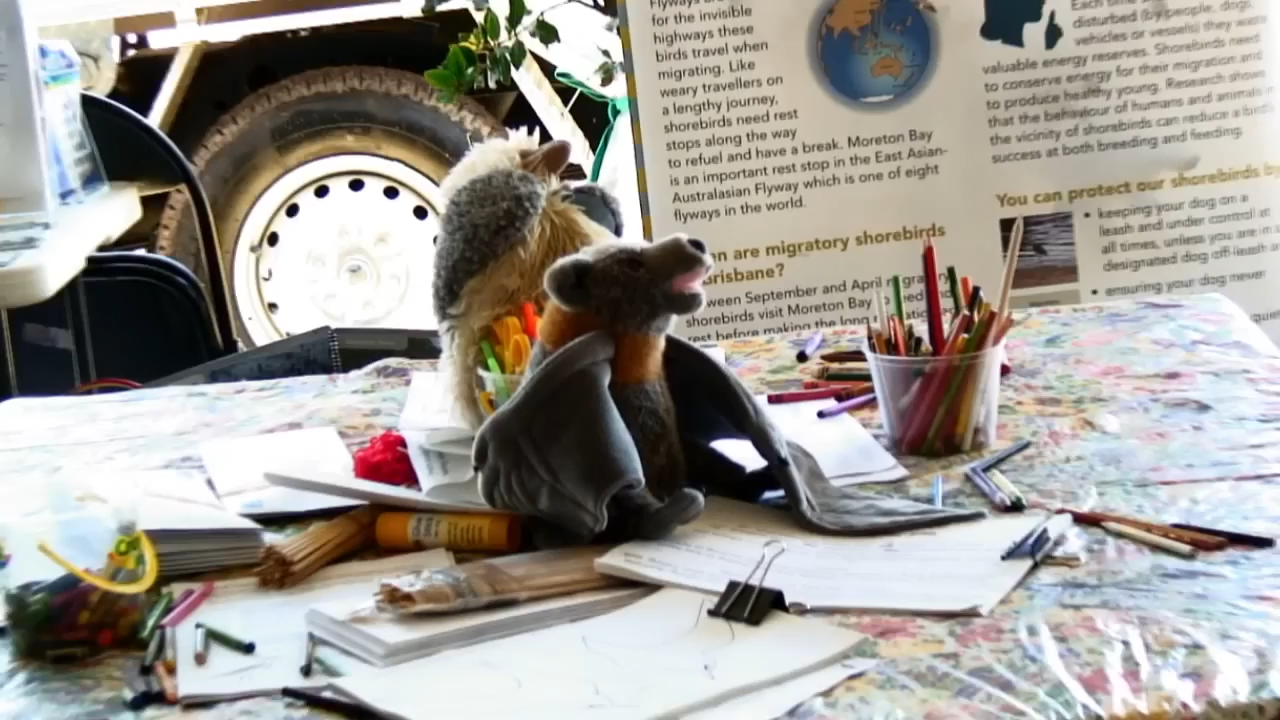 Flyways are
for the invisible
highways these
birds travel when
migrating. Like
weary travellers on
a lengthy journey,
shorebirds need rest
stops along the way
to refuel and have a break. Moreton Bay
is an important rest stop in the East Asian-
Australasian Flyway which is one of eight
flyways in the world.
en are migratory shorebirds
risbane?
ween September and April
shorebirds visit Moreton Bay
rest before making the long
Each time
disturbed (by people, dogs,
vehicles or vessels) they waste
valuable energy reserves. Shorebirds need
to conserve energy for their migration and
to produce healthy young. Research shows
that the behaviour of humans and animals in
the vicinity of shorebirds can reduce a birds
success at both breeding and feeding.
You can protect our shorebirds by
• keeping your dog on a
leash and under control at
all times, unless you are in a
designated dog off-leash a
• ensuring your dog never